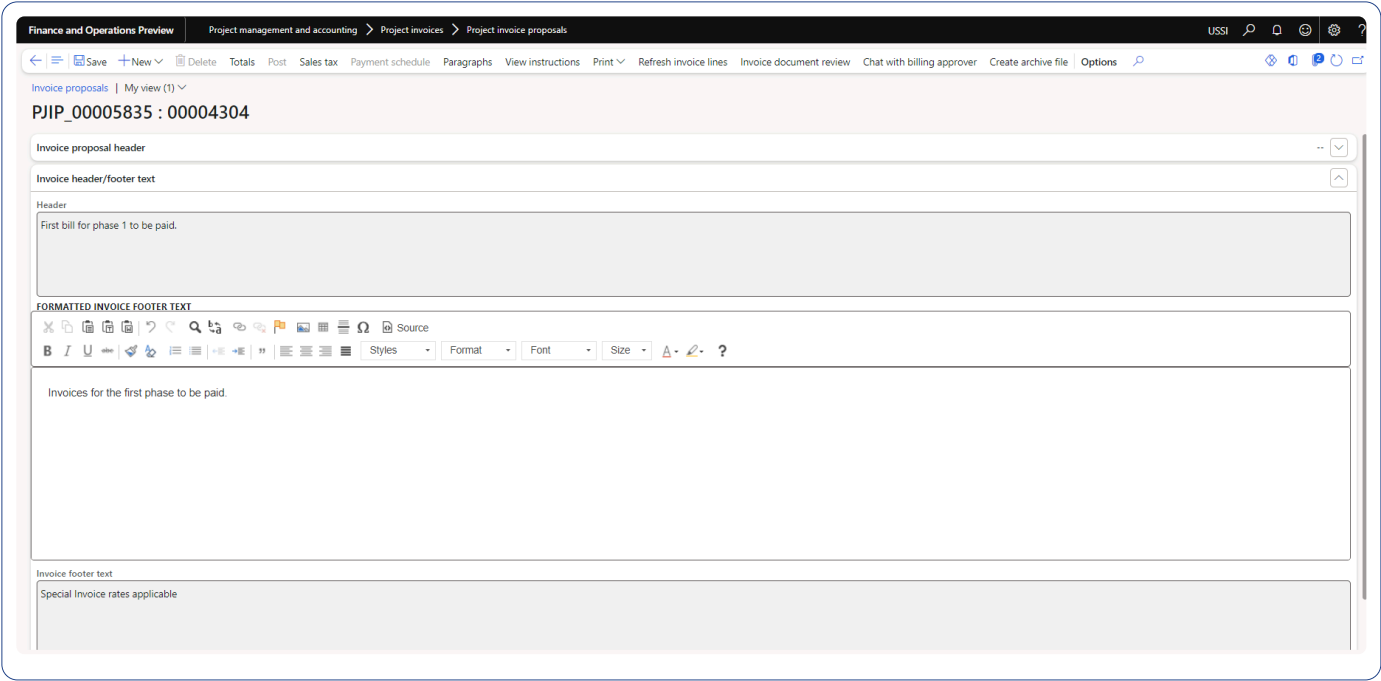 Finance and Operations Preview Project management and accounting Project invoices Project invoice proposals USSI ?
Save New Delete Totals Post Sales tax Payment schedule Paragraphs View instructions Print Refresh invoice lines Invoice document review Chat with billing approver Create archive file Options 2
Invoice proposals | My view (1)
PJIP_00005835 : 00004304
Invoice proposal header --
Invoice header/footer text
Header
First bill for phase 1 to be paid.
FORMATTED INVOICE FOOTER TEXT
Ω Source
B I U abc Styles Format Font Size A ?
Invoices for the first phase to be paid.
Invoice footer text
Special Invoice rates applicable